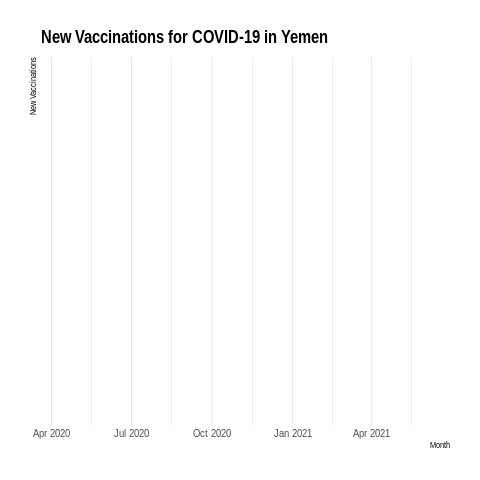 New Vaccinations for COVID-19 in Yemen
New Vaccinations
Apr 2020
Jul 2020
Oct 2020
Jan 2021
Apr 2021
Month